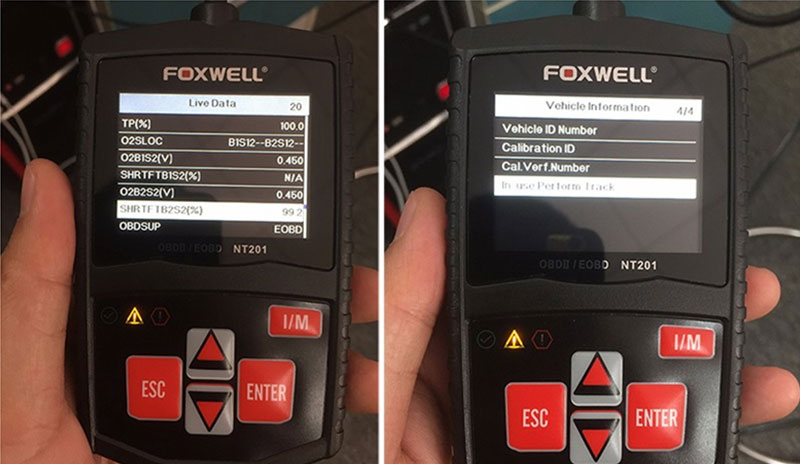 FOXWELL®
Live Data 20
TP(%) 100.0
O2SLOC B1S12--B2S12--
O2B1S2(V) 0.450
SHRTFTB1S2(%) N/A
O2B2S2(V) 0.450
SHRTFTB2S2(%) 99.2
OBDSUP EOBD
OBDII/EOBD NT201
I/M
ESC
ENTER
FOXWELL®
Vehicle Information 4/4
Vehicle ID Number
Calibration ID
Cal.Verf.Number
In-use Perform Track
OBDII/EOBD NT201
I/M
ESC
ENTER